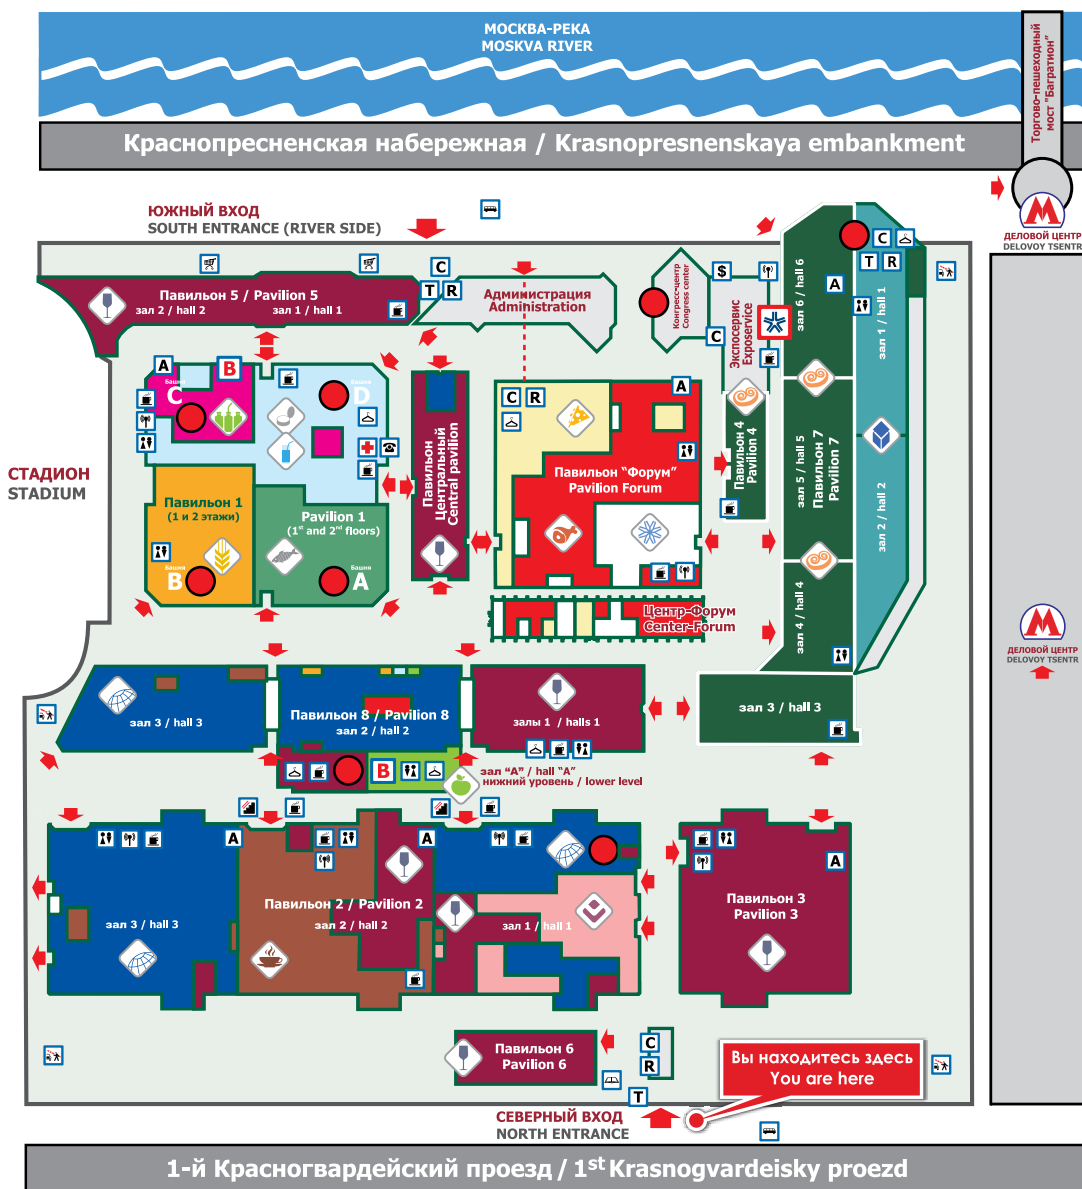 МОСКВА-РЕКА
MOSKVA RIVER
Торгово-пешеходный
мост "Багратион"
Краснопресненская набережная / Krasnopresnenskaya embankment
ДЕЛОВОЙ ЦЕНТР
DELOVOY TSENTR
ЮЖНЫЙ ВХОД
SOUTH ENTRANCE (RIVER SIDE)
C
T R
Павильон 5 / Pavilion 5
зал 2 / hall 2
зал 1 / hall 1
Администрация
Administration
Конгресс-центр
Congress center
$
C
Экспосервис
Exposervice
зал 6 / hall 6
A
C
T R
зал 1 / hall 1
A
B
Башня
C
Башня
D
C R
A
Павильон
Центральный
Central pavilion
Павильон “Форум”
Pavilion Forum
Павильон 4
Pavilion 4
зал 5 / hall 5
Павильон 7
Pavilion 7
зал 2 / hall 2
СТАДИОН
STADIUM
Павильон 1
(1 и 2 этажи)
Pavilion 1
(1st and 2nd floors)
Башня
B
Башня
A
Центр-Форум
Center-Forum
зал 4 / hall 4
ДЕЛОВОЙ ЦЕНТР
DELOVOY TSENTR
зал 3 / hall 3
Павильон 8 / Pavilion 8
зал 2 / hall 2
залы 1 / halls 1
зал 3 / hall 3
B
зал “А” / hall “A”
нижний уровень / lower level
A
A
A
Павильон 2 / Pavilion 2
зал 3 / hall 3
зал 2 / hall 2
зал 1 / hall 1
Павильон 3
Pavilion 3
Павильон 6
Pavilion 6
C
R
T
Вы находитесь здесь
You are here
СЕВЕРНЫЙ ВХОД
NORTH ENTRANCE
1-й Красногвардейский проезд / 1st Krasnogvardeisky proezd